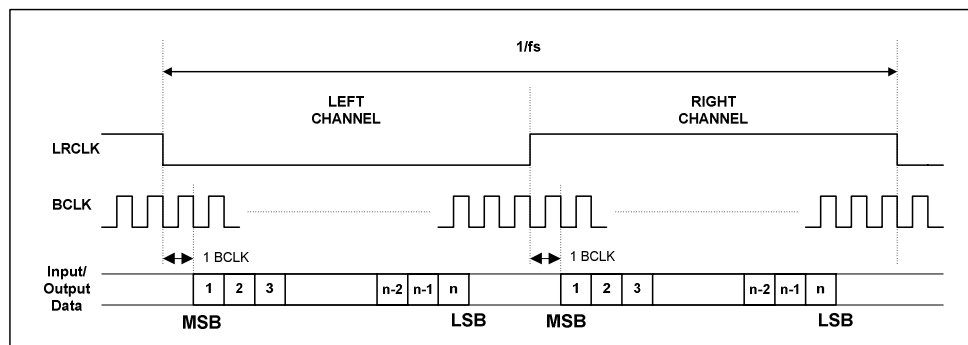 1/fs
LEFT
CHANNEL
RIGHT
CHANNEL
LRCLK
BCLK
1 BCLK
1 BCLK
Input/
Output
Data
1 2 3 n-2 n-1 n 1 2 3 n-2 n-1 n
MSB LSB MSB LSB